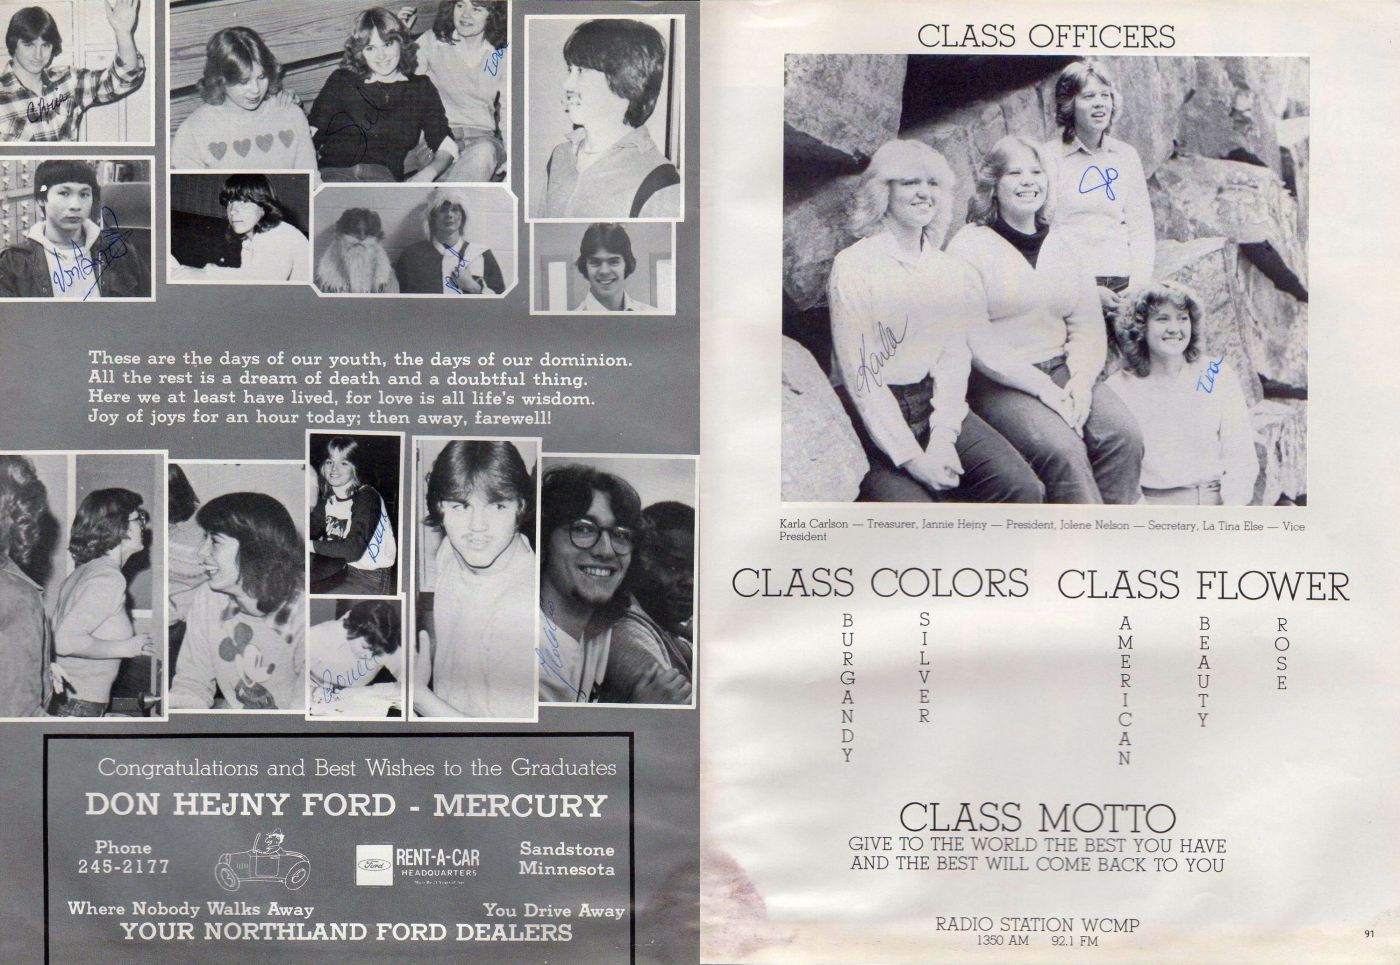 Chris
Jill
Tina
These are the days of our youth, the days of our dominion.
All the rest is a dream of death and a doubtful thing.
Here we at least have lived, for love is all life's wisdom.
Joy of joys for an hour today; then away, farewell!
Congratulations and Best Wishes to the Graduates
DON HEJNY FORD - MERCURY
Phone
245-2177
Ford
RENT-A-CAR
HEADQUARTERS
Sandstone
Minnesota
Where Nobody Walks Away
You Drive Away
YOUR NORTHLAND FORD DEALERS
CLASS OFFICERS
Jo
Karla
Tina
Karla Carlson — Treasurer, Jannie Hejny — President, Jolene Nelson — Secretary, La Tina Else — Vice
President
CLASS COLORS
BURGANDY
SILVER
CLASS FLOWER
AMERICAN
BEAUTY
ROSE
CLASS MOTTO
GIVE TO THE WORLD THE BEST YOU HAVE
AND THE BEST WILL COME BACK TO YOU
RADIO STATION WCMP
1350 AM 92.1 FM
91